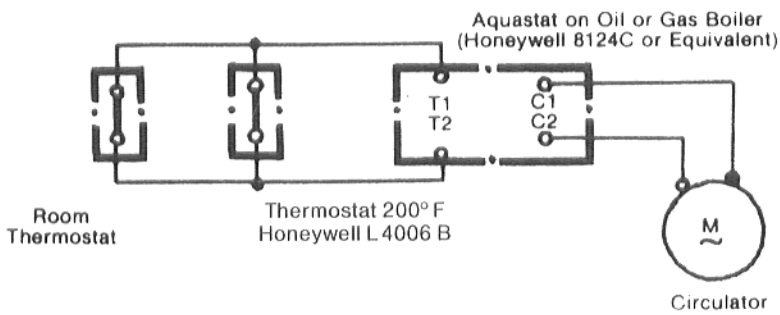 Aquastat on Oil or Gas Boiler
(Honeywell 8124C or Equivalent)
T1
T2
C1
C2
Room
Thermostat
Thermostat 200° F
Honeywell L 4006 B
M
~
Circulator